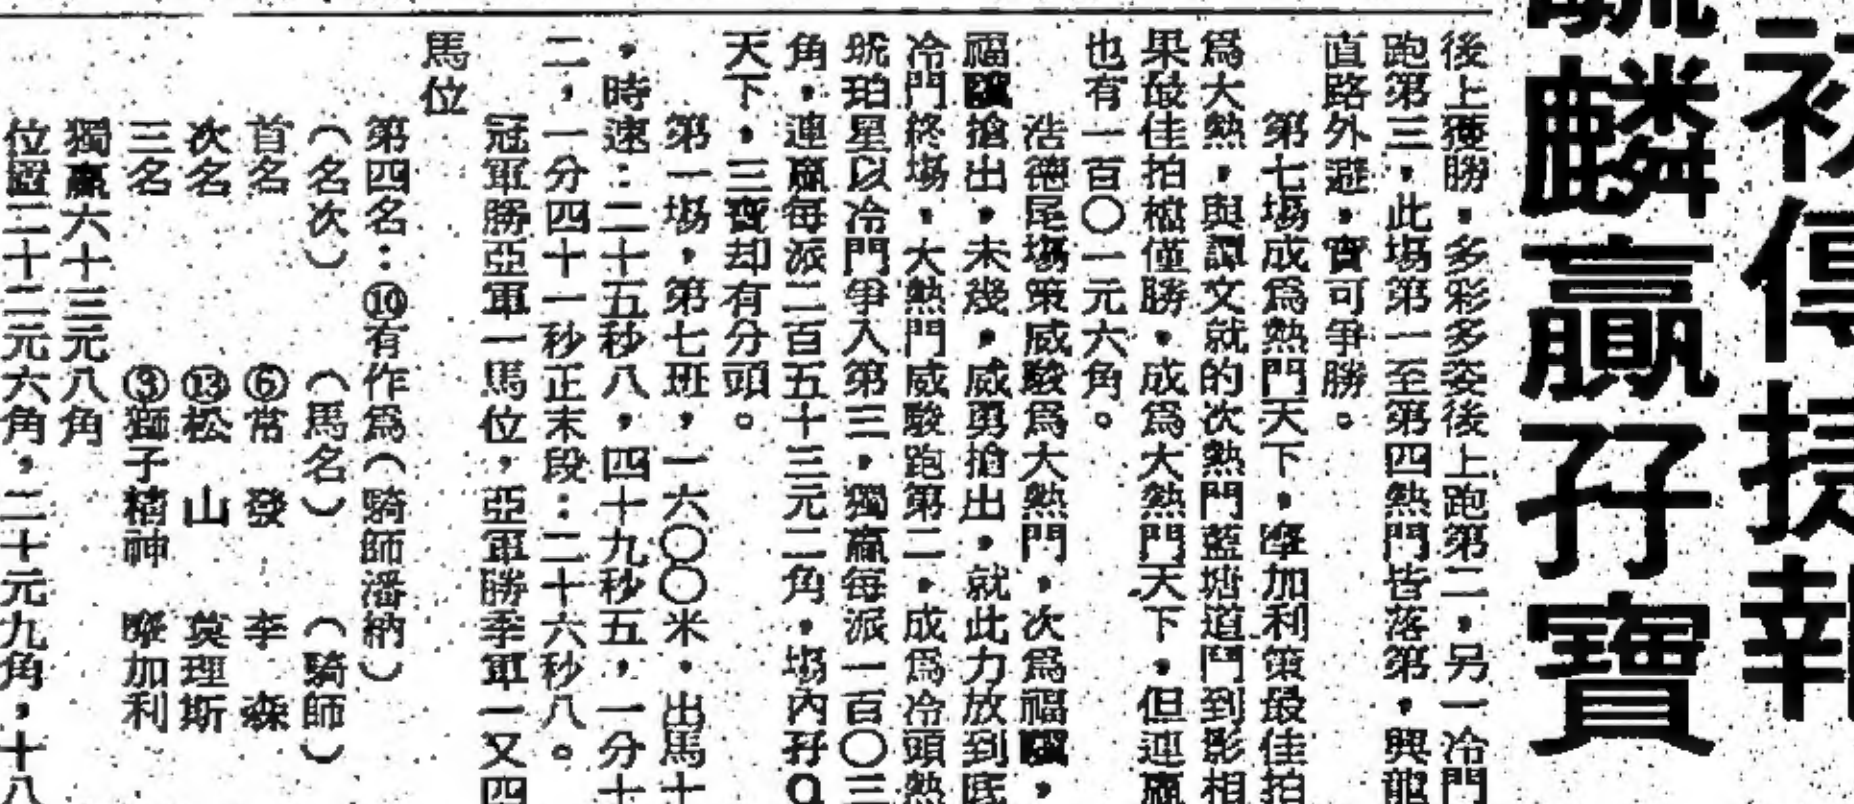 初停捷報
麟贏孖寶
後上獲勝，多彩多姿後上跑第二，另一冷門
跑第三，此場第一至第四熱門皆落第，興龍
直路外避，實可爭勝。
第七場成爲熱門天下，摩加利策最佳拍
爲大熱，與譚文就的次熱門藍塘道鬥到影相
果最佳拍檔僅勝，成爲大熱門天下，但連贏
也有一百〇一元六角。
浩德尾場策威駿爲大熱門，次爲福
福搶出，未幾，威勇搶出，就此力放到底
冷門終場，大熱門威駿跑第二，成爲冷頭熱
琥珀星以冷門爭入第三，獨贏每派一百〇三
角，連贏每派二百五十三元二角，場內孖Q
天下，三寶却有分頭。
第一場，第七班，一六〇〇米，出馬十
，時速：二十五秒八，四十九秒五，一分十
二，一分四十一秒正末段：二十六秒八。
冠軍勝亞軍一馬位，亞軍勝季軍一又四
馬位
第四名：⑩有作爲（騎師潘納）
（名次）　（馬名）　（騎師）
首名　⑥常發　李森
次名　⑬松山　莫理斯
三名　③獅子精神　摩加利
獨贏六十三元八角
位置二十二元六角，二十元九角，十八